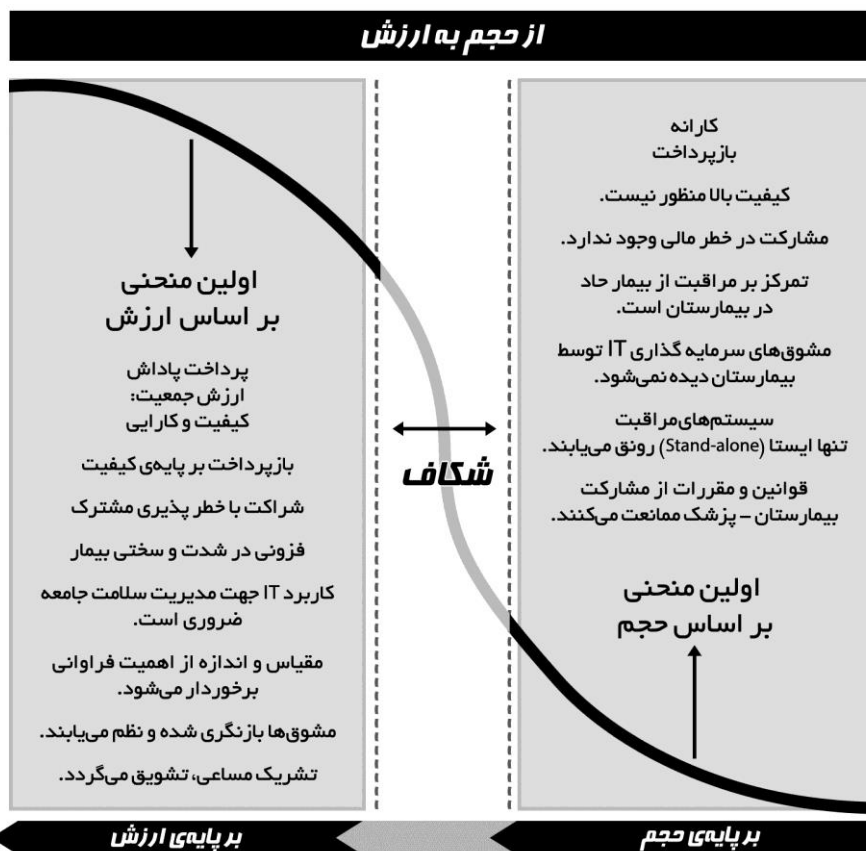 از حجم به ارزش
کارانه
بازپرداخت
کیفیت بالا منظور نیست.
مشارکت در خطر مالی وجود ندارد.
تمرکز بر مراقبت از بیمار حاد
در بیمارستان است.
مشوق‌های سرمایه گذاری IT توسط
بیمارستان دیده نمی‌شود.
سیستم‌های‌مراقبت
تنها ایستا (Stand-alone) رونق می‌یابند.
قوانین و مقررات از مشارکت
بیمارستان – پزشک ممانعت می‌کنند.
اولین منحنی
بر اساس حجم
شکاف
اولین منحنی
بر اساس ارزش
پرداخت پاداش
ارزش جمعیت:
کیفیت و کارایی
بازپرداخت بر پایه‌ی کیفیت
شراکت با خطر پذیری مشترک
فزونی در شدت و سختی بیمار
کاربرد IT جهت مدیریت سلامت جامعه
ضروری است.
مقیاس و اندازه از اهمیت فراوانی
برخوردار می‌شود.
مشوق‌ها بازنگری شده و نظم می‌یابند.
تشریک مساعی، تشویق می‌گردد.
بر پایه‌ی حجم
بر پایه‌ی ارزش